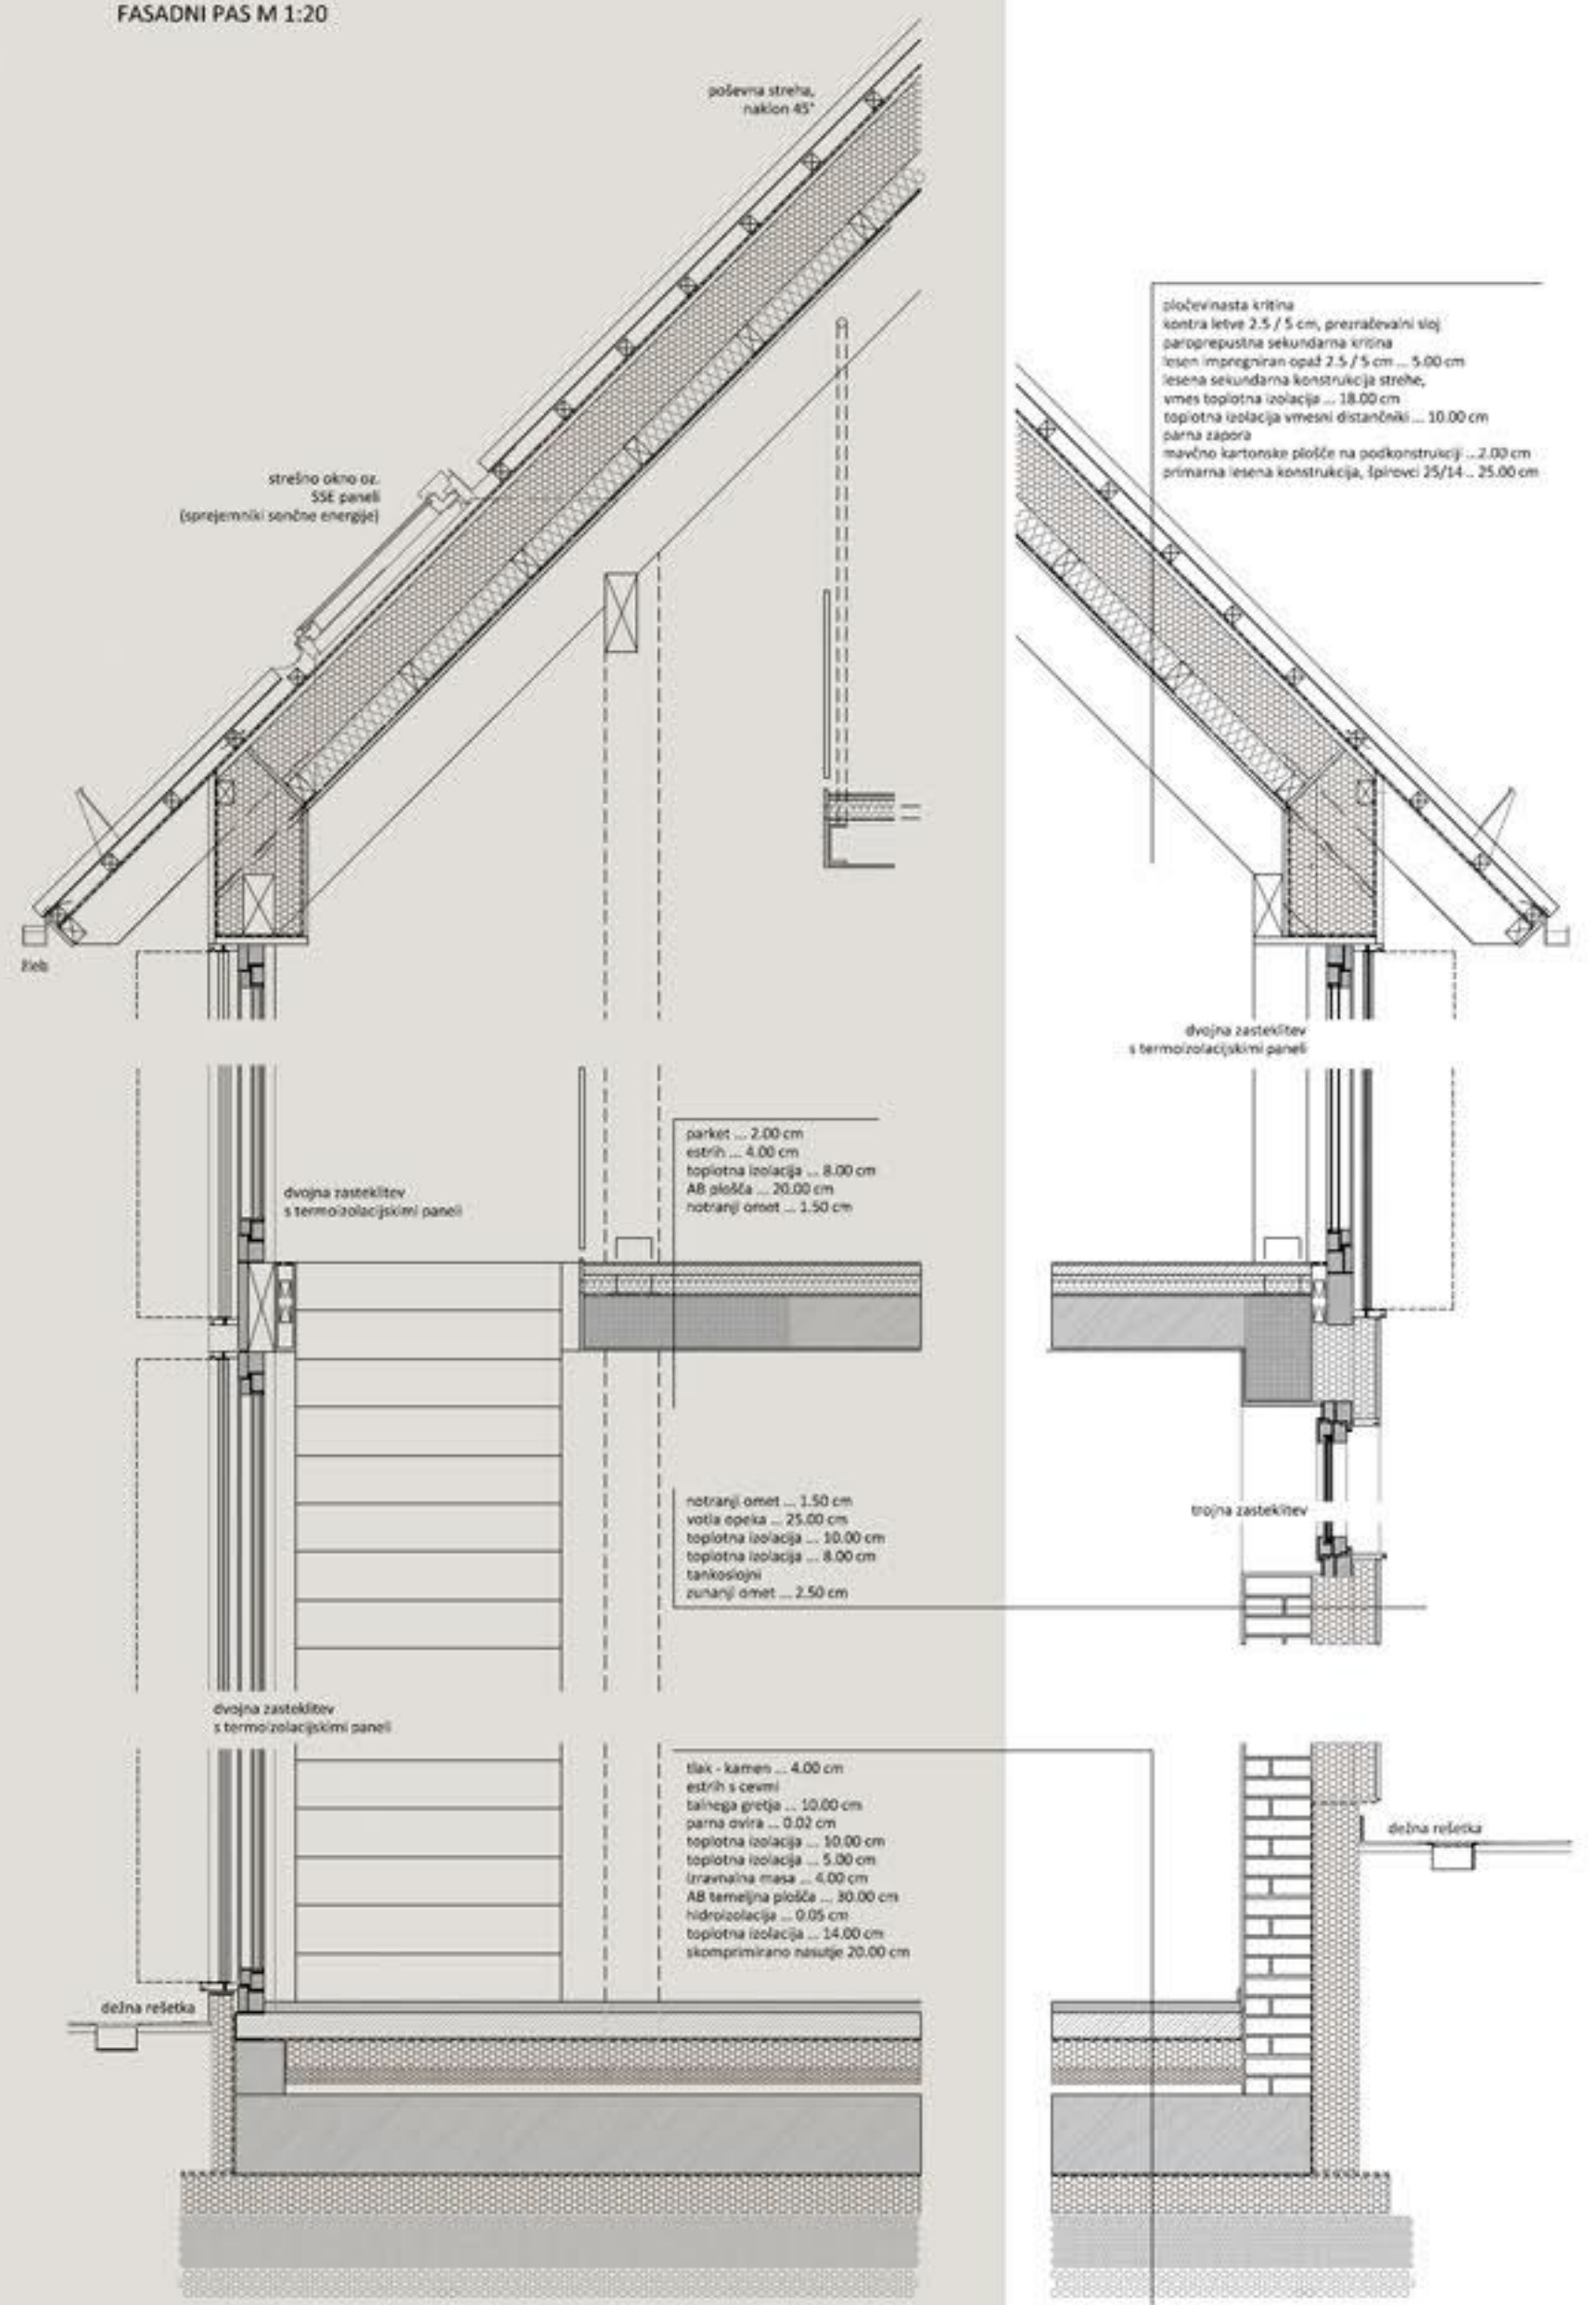 FASADNI PAS M 1:20
poševna streha,
naklon 45°
pločevinasta kritina
kontra letve 2.5 / 5 cm, prezračevalni sloj
paroprepustna sekundarna kritina
lesen impregniran opaž 2.5 / 5 cm ... 5.00 cm
lesena sekundarna konstrukcija strehe,
vmes toplotna izolacija ... 18.00 cm
toplotna izolacija vmesni distančniki ... 10.00 cm
parna zapora
mavčno kartonske plošče na podkonstrukciji ...2.00 cm
primarna lesena konstrukcija, špirovci 25/14 .. 25.00 cm
strešno okno oz.
SSE paneli
(sprejemniki sončne energije)
žleb
dvojna zasteklitev
s termoizolacijskimi paneli
parket ... 2.00 cm
estrih ... 4.00 cm
toplotna izolacija ... 8.00 cm
AB plošča ... 20.00 cm
notranji omet ... 1.50 cm
dvojna zasteklitev
s termoizolacijskimi paneli
notranji omet ... 1.50 cm
votla opeka ... 25.00 cm
toplotna izolacija ... 10.00 cm
toplotna izolacija ... 8.00 cm
tankoslojni
zunanji omet ... 2.50 cm
trojna zasteklitev
dvojna zasteklitev
s termoizolacijskimi paneli
tlak - kamen ... 4.00 cm
estrih s cevmi
talnega gretja ... 10.00 cm
parna ovira ... 0.02 cm
toplotna izolacija ... 10.00 cm
toplotna izolacija ... 5.00 cm
izravnalna masa ... 4.00 cm
AB temeljna plošča ... 30.00 cm
hidroizolacija ... 0.05 cm
toplotna izolacija ... 14.00 cm
skomprimirano nasutje 20.00 cm
dežna rešetka
dežna rešetka